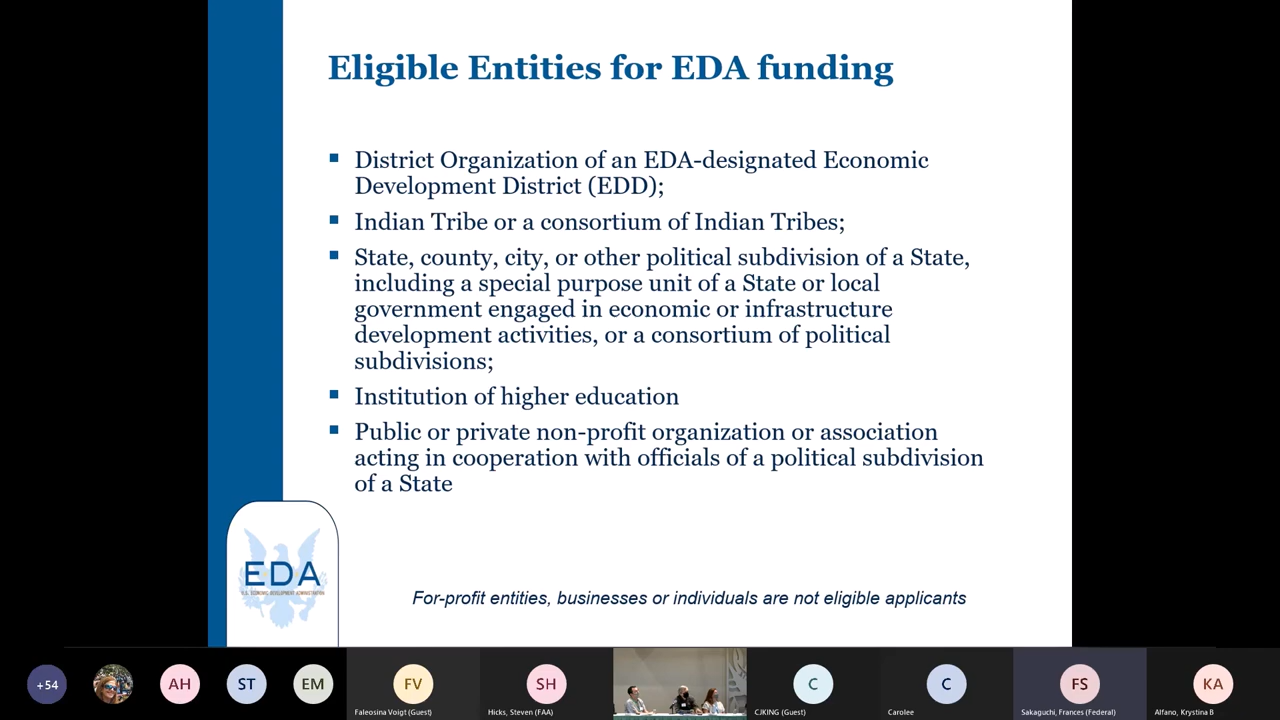 Eligible Entities for EDA funding
District Organization of an EDA-designated Economic
Development District (EDD);
Indian Tribe or a consortium of Indian Tribes;
State, county, city, or other political subdivision of a State,
including a special purpose unit of a State or local
government engaged in economic or infrastructure
development activities, or a consortium of political
subdivisions;
Institution of higher education
Public or private non-profit organization or association
acting in cooperation with officials of a political subdivision
of a State
EDA
U.S. ECONOMIC DEVELOPMENT ADMINISTRATION
For-profit entities, businesses or individuals are not eligible applicants
+54
AH
ST
EM
FV
SH
C
C
FS
KA
Faleosina Voigt (Guest)
Hicks, Steven (FAA)
CJKING (Guest)
Carolee
Sakaguchi, Frances (Federal)
Alfano, Krystina B